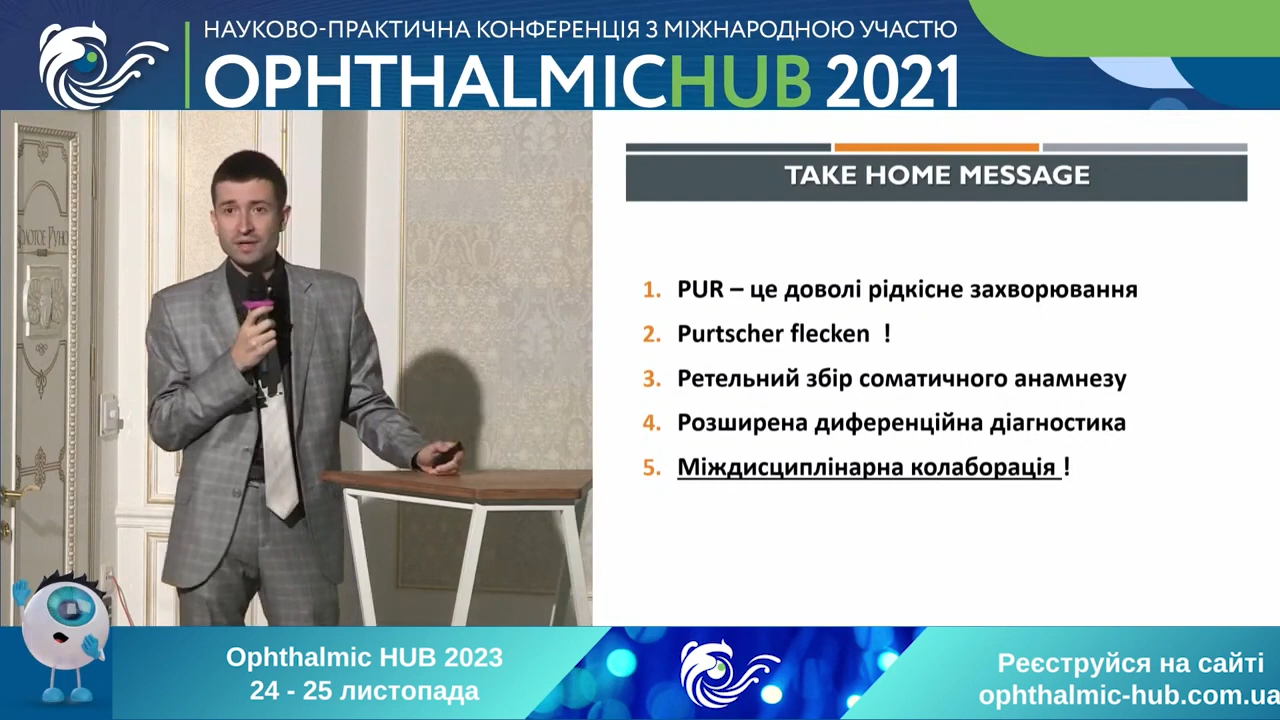 НАУКОВО-ПРАКТИЧНА КОНФЕРЕНЦІЯ З МІЖНАРОДНОЮ УЧАСТЮ
OPHTHALMICHUB 2021
TAKE HOME MESSAGE
1. PUR – це доволі рідкісне захворювання
2. Purtscher flecken !
3. Ретельний збір соматичного анамнезу
4. Розширена диференційна діагностика
5. Міждисциплінарна колаборація !
Ophthalmic HUB 2023
24 - 25 листопада
Реєструйся на сайті
ophthalmic-hub.com.ua